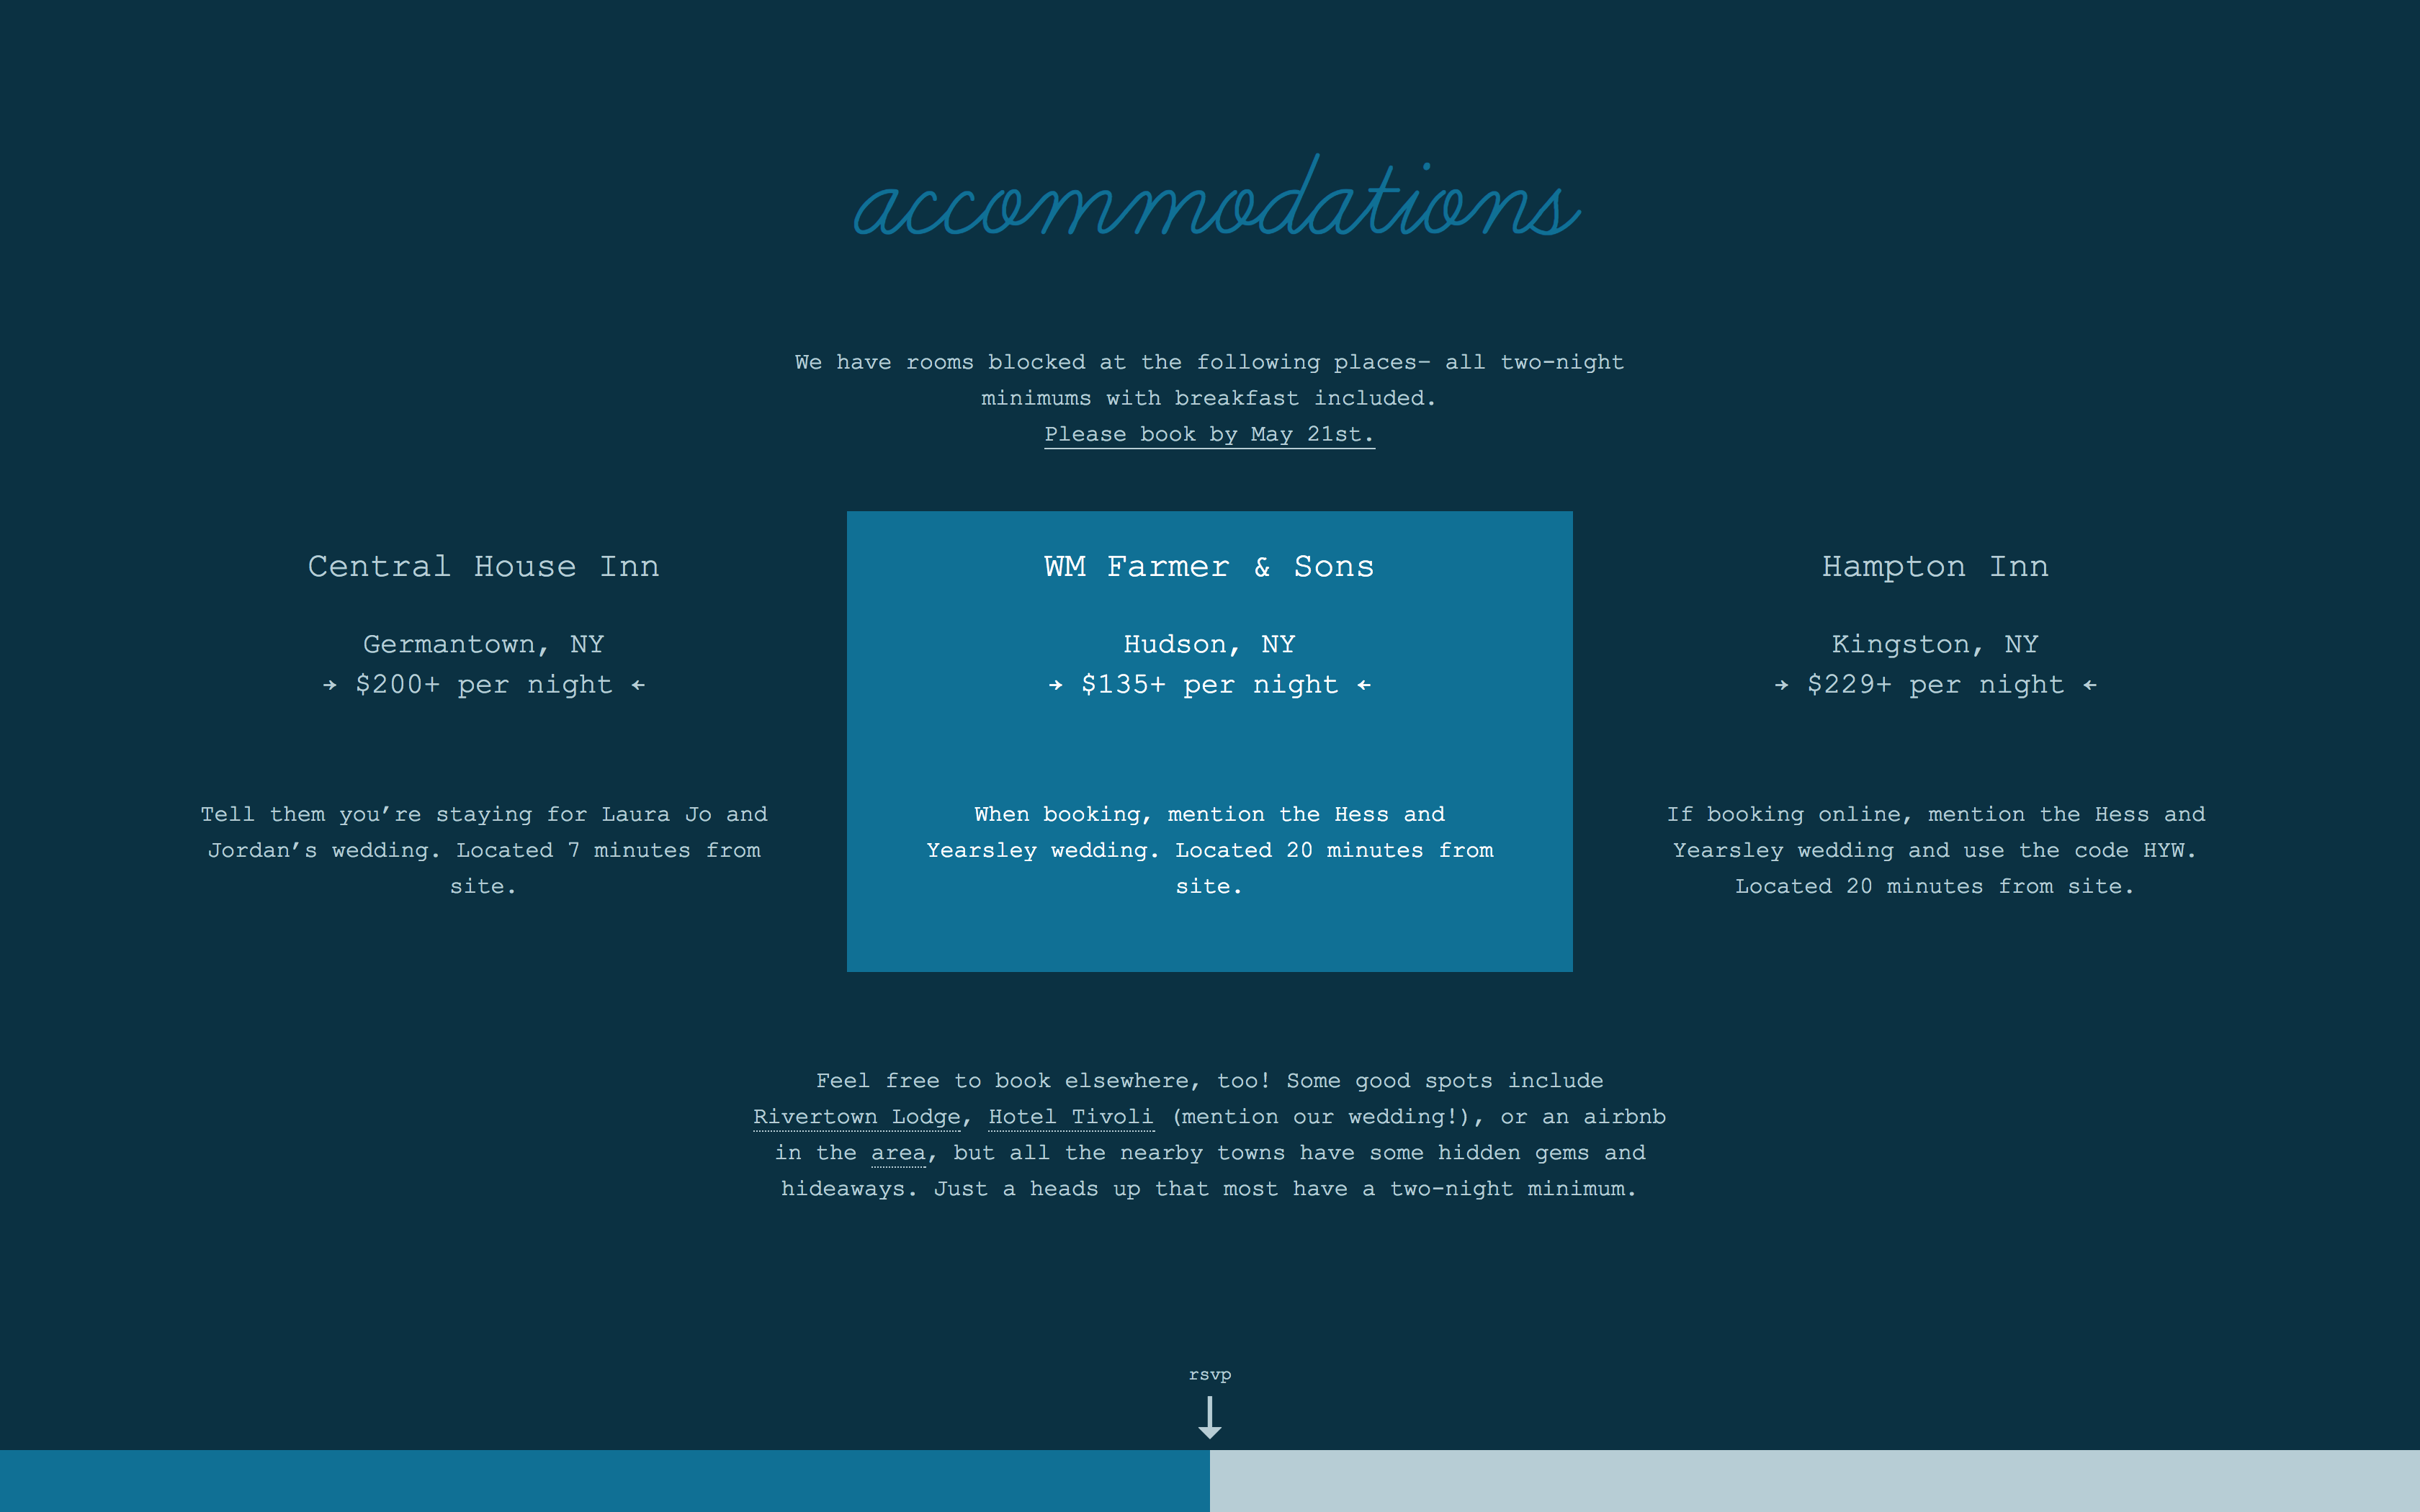 accommodations
We have rooms blocked at the following places— all two-night
minimums with breakfast included.
Please book by May 21st.
Central House Inn
Germantown, NY
→ $200+ per night ←
Tell them you’re staying for Laura Jo and
Jordan’s wedding. Located 7 minutes from
site.
WM Farmer & Sons
Hudson, NY
→ $135+ per night ←
When booking, mention the Hess and
Yearsley wedding. Located 20 minutes from
site.
Hampton Inn
Kingston, NY
→ $229+ per night ←
If booking online, mention the Hess and
Yearsley wedding and use the code HYW.
Located 20 minutes from site.
Feel free to book elsewhere, too! Some good spots include
Rivertown Lodge, Hotel Tivoli (mention our wedding!), or an airbnb
in the area, but all the nearby towns have some hidden gems and
hideaways. Just a heads up that most have a two-night minimum.
rsvp